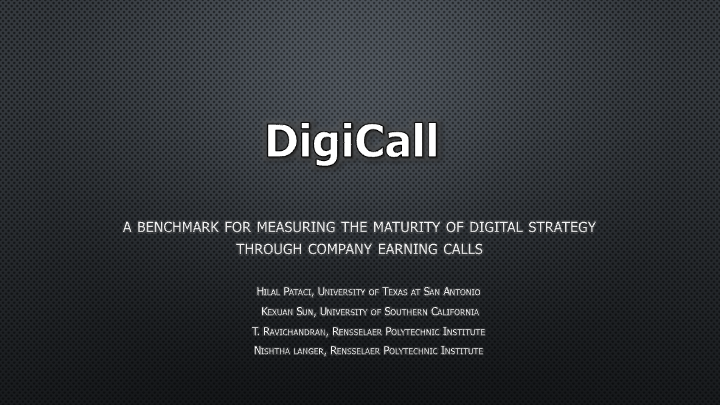 DigiCall
A BENCHMARK FOR MEASURING THE MATURITY OF DIGITAL STRATEGY
THROUGH COMPANY EARNING CALLS
Hilal Pataci, University of Texas at San Antonio
Kexuan Sun, University of Southern California
T. Ravichandran, Rensselaer Polytechnic Institute
Nishtha langer, Rensselaer Polytechnic Institute